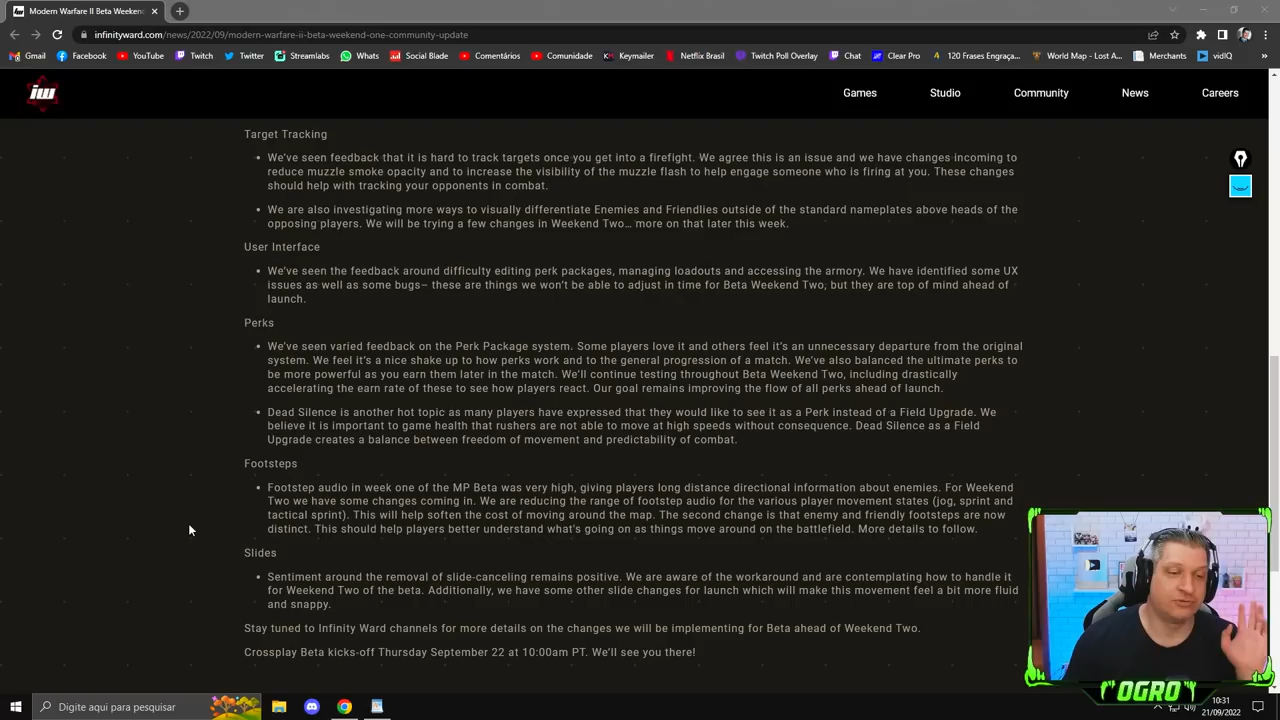 Modern Warfare II Beta Weekend
infinityward.com/news/2022/09/modern-warfare-ii-beta-weekend-one-community-update
Gmail Facebook YouTube Twitch Twitter Streamlabs Whats Social Blade Comentários Comunidade Keymailer Netflix Brasil Twitch Poll Overlay Chat Clear Pro 120 Frases Engraça... World Map - Lost A... Merchants vidIQ
iw Games Studio Community News Careers
Target Tracking
We've seen feedback that it is hard to track targets once you get into a firefight. We agree this is an issue and we have changes incoming to
reduce muzzle smoke opacity and to increase the visibility of the muzzle flash to help engage someone who is firing at you. These changes
should help with tracking your opponents in combat.
We are also investigating more ways to visually differentiate Enemies and Friendlies outside of the standard nameplates above heads of the
opposing players. We will be trying a few changes in Weekend Two… more on that later this week.
User Interface
We've seen the feedback around difficulty editing perk packages, managing loadouts and accessing the armory. We have identified some UX
issues as well as some bugs– these are things we won't be able to adjust in time for Beta Weekend Two, but they are top of mind ahead of
launch.
Perks
We've seen varied feedback on the Perk Package system. Some players love it and others feel it's an unnecessary departure from the original
system. We feel it's a nice shake up to how perks work and to the general progression of a match. We've also balanced the ultimate perks to
be more powerful as you earn them later in the match. We'll continue testing throughout Beta Weekend Two, including drastically
accelerating the earn rate of these to see how players react. Our goal remains improving the flow of all perks ahead of launch.
Dead Silence is another hot topic as many players have expressed that they would like to see it as a Perk instead of a Field Upgrade. We
believe it is important to game health that rushers are not able to move at high speeds without consequence. Dead Silence as a Field
Upgrade creates a balance between freedom of movement and predictability of combat.
Footsteps
Footstep audio in week one of the MP Beta was very high, giving players long distance directional information about enemies. For Weekend
Two we have some changes coming in. We are reducing the range of footstep audio for the various player movement states (jog, sprint and
tactical sprint). This will help soften the cost of moving around the map. The second change is that enemy and friendly footsteps are now
distinct. This should help players better understand what's going on as things move around on the battlefield. More details to follow.
Slides
Sentiment around the removal of slide-canceling remains positive. We are aware of the workaround and are contemplating how to handle it
for Weekend Two of the beta. Additionally, we have some other slide changes for launch which will make this movement feel a bit more fluid
and snappy.
Stay tuned to Infinity Ward channels for more details on the changes we will be implementing for Beta ahead of Weekend Two.
Crossplay Beta kicks-off Thursday September 22 at 10:00am PT. We'll see you there!
OGRO
Digite aqui para pesquisar
10:31
21/09/2022